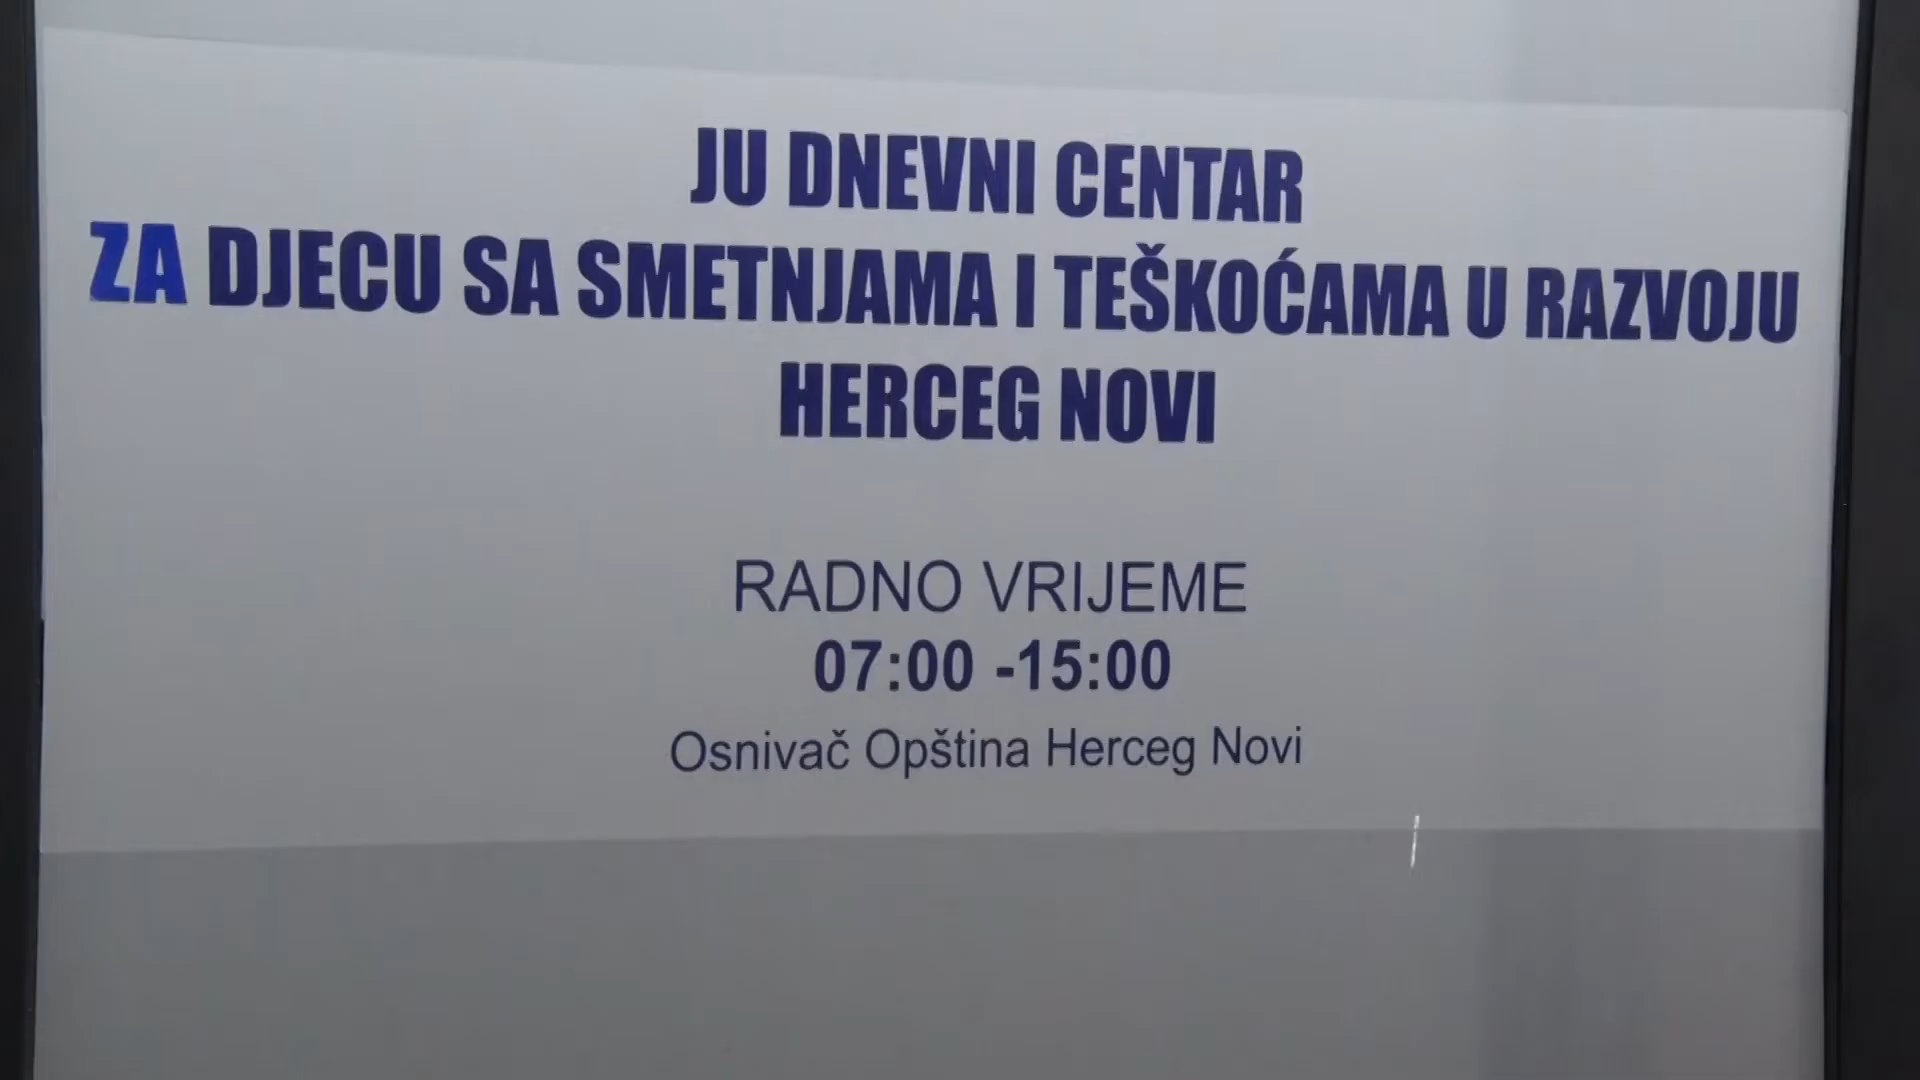 JU DNEVNI CENTAR
ZA DJECU SA SMETNJAMA I TEŠKOĆAMA U RAZVOJU
HERCEG NOVI
RADNO VRIJEME
07:00 -15:00
Osnivač Opština Herceg Novi